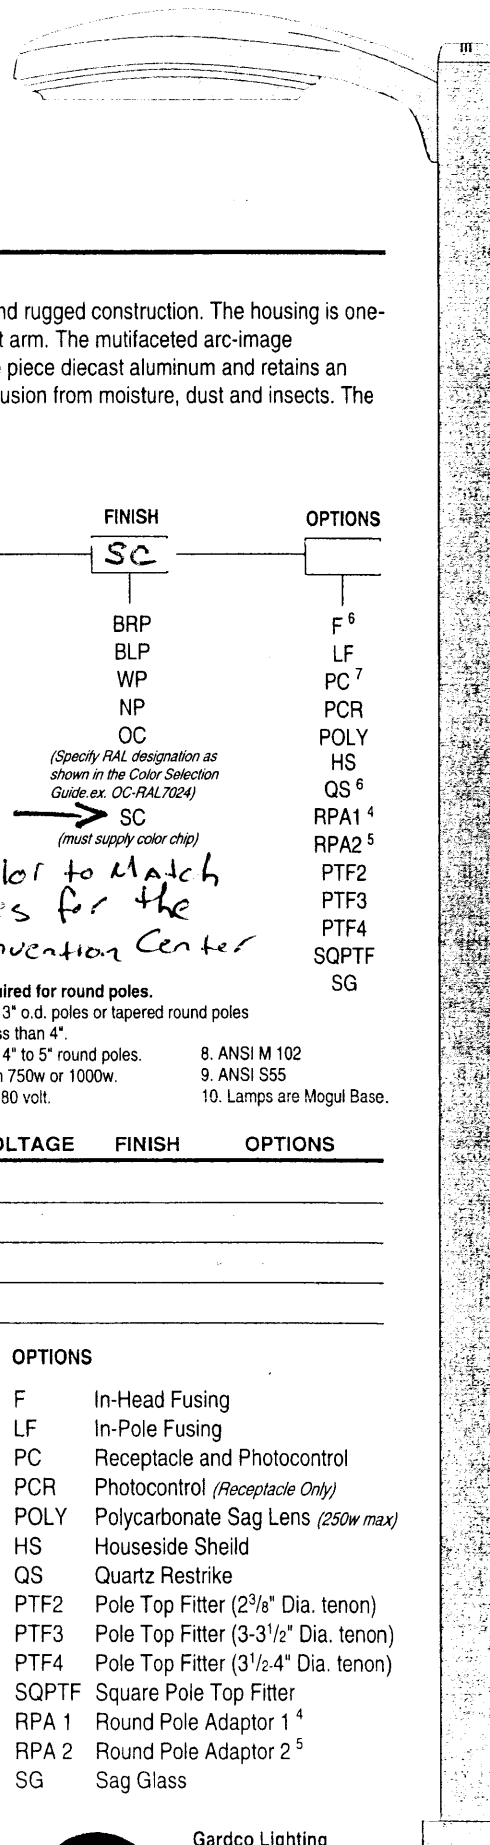 nd rugged construction. The housing is one-
t arm. The mutifaceted arc-image
piece diecast aluminum and retains an
usion from moisture, dust and insects. The
FINISH OPTIONS
SC
BRP
BLP
WP
NP
OC
(Specify RAL designation as
shown in the Color Selection
Guide.ex. OC-RAL7024)
SC
(must supply color chip)
F 6
LF
PC 7
PCR
POLY
HS
QS 6
RPA1 4
RPA2 5
PTF2
PTF3
PTF4
SQPTF
SG
lor to Match
es for the
nvention Center
uired for round poles.
3" o.d. poles or tapered round poles
ss than 4".
4" to 5" round poles.
n 750w or 1000w.
80 volt.
8. ANSI M 102
9. ANSI S55
10. Lamps are Mogul Base.
OLTAGE FINISH OPTIONS
OPTIONS
F In-Head Fusing
LF In-Pole Fusing
PC Receptacle and Photocontrol
PCR Photocontrol (Receptacle Only)
POLY Polycarbonate Sag Lens (250w max)
HS Houseside Sheild
QS Quartz Restrike
PTF2 Pole Top Fitter (2 3/8" Dia. tenon)
PTF3 Pole Top Fitter (3-3 1/2" Dia. tenon)
PTF4 Pole Top Fitter (3 1/2-4" Dia. tenon)
SQPTF Square Pole Top Fitter
RPA 1 Round Pole Adaptor 1 4
RPA 2 Round Pole Adaptor 2 5
SG Sag Glass
Gardco Lighting